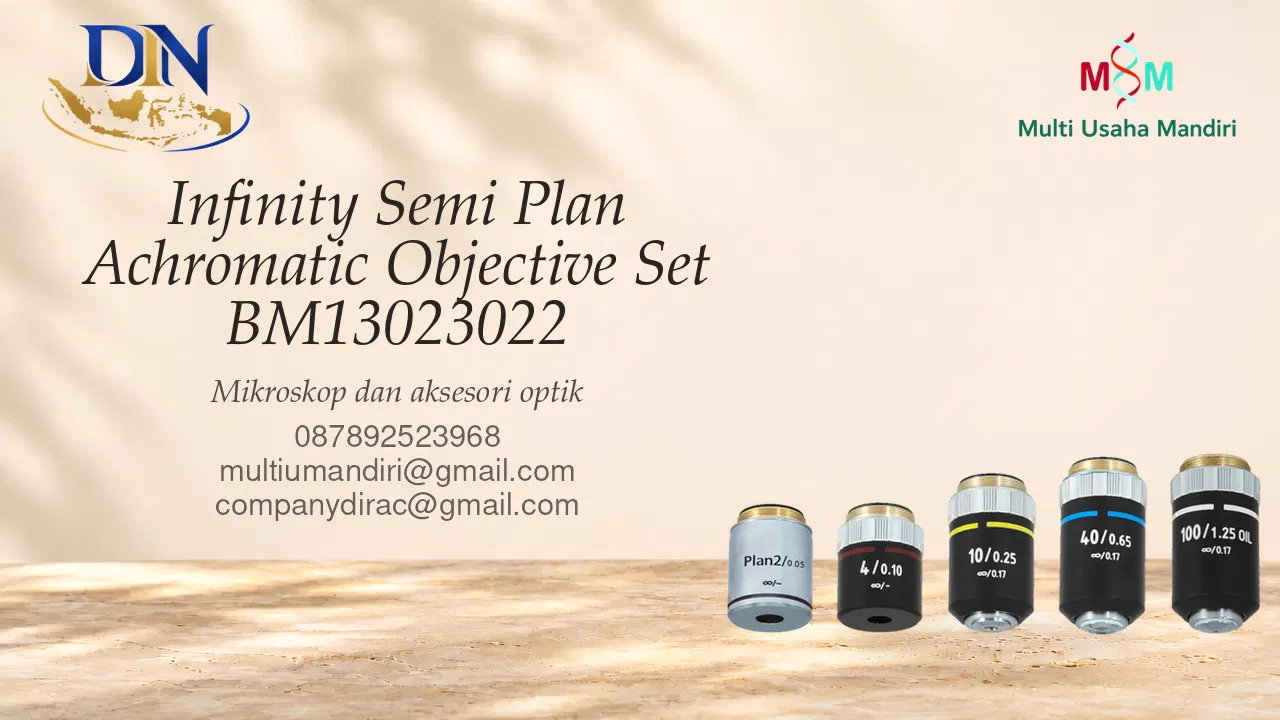 DIN
M M
Multi Usaha Mandiri
Infinity Semi Plan
Achromatic Objective Set
BM13023022
Mikroskop dan aksesori optik
087892523968
multiumandiri@gmail.com
companydirac@gmail.com
Plan2/0.05
∞/–
4/0.10
∞/-
10/0.25
∞/0.17
40/0.65
∞/0.17
100/1.25 OIL
∞/0.17